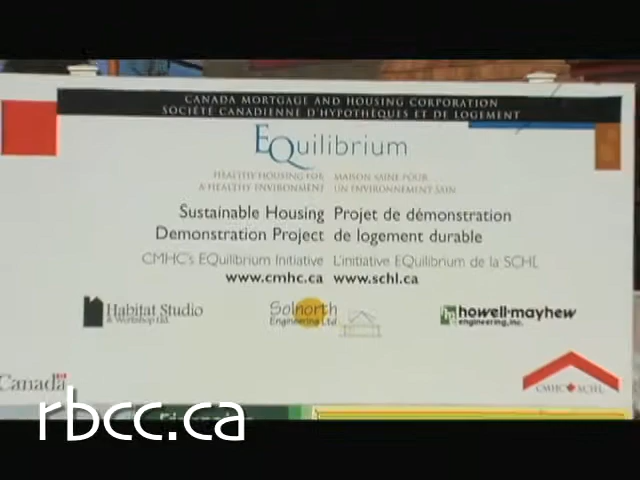 CANADA MORTGAGE AND HOUSING CORPORATION
SOCIÉTÉ CANADIENNE D'HYPOTHÈQUES ET DE LOGEMENT
EQuilibrium
HEALTHY HOUSING FOR
A HEALTHY ENVIRONMENT
MAISON SAINE POUR
UN ENVIRONNEMENT SAIN
Sustainable Housing
Demonstration Project
Projet de démonstration
de logement durable
CMHC's EQuilibrium Initiative
L'initiative EQuilibrium de la SCHL
www.cmhc.ca www.schl.ca
Habitat Studio
& Workshop Ltd.
Solnorth
Engineering Ltd
howell-mayhew
engineering, inc.
Canada
CMHC SCHL
rbcc.ca